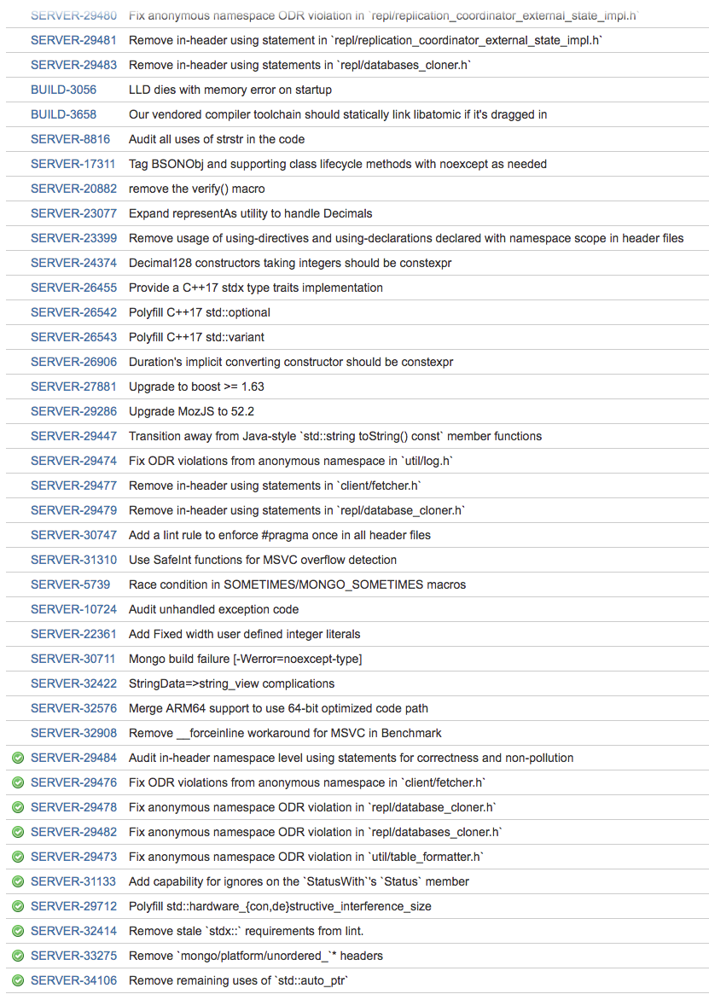 SERVER-29480 Fix anonymous namespace ODR violation in `repl/replication_coordinator_external_state_impl.h`
SERVER-29481 Remove in-header using statement in `repl/replication_coordinator_external_state_impl.h`
SERVER-29483 Remove in-header using statements in `repl/databases_cloner.h`
BUILD-3056 LLD dies with memory error on startup
BUILD-3658 Our vendored compiler toolchain should statically link libatomic if it's dragged in
SERVER-8816 Audit all uses of strstr in the code
SERVER-17311 Tag BSONObj and supporting class lifecycle methods with noexcept as needed
SERVER-20882 remove the verify() macro
SERVER-23077 Expand representAs utility to handle Decimals
SERVER-23399 Remove usage of using-directives and using-declarations declared with namespace scope in header files
SERVER-24374 Decimal128 constructors taking integers should be constexpr
SERVER-26455 Provide a C++17 stdx type traits implementation
SERVER-26542 Polyfill C++17 std::optional
SERVER-26543 Polyfill C++17 std::variant
SERVER-26906 Duration's implicit converting constructor should be constexpr
SERVER-27881 Upgrade to boost >= 1.63
SERVER-29286 Upgrade MozJS to 52.2
SERVER-29447 Transition away from Java-style `std::string toString() const` member functions
SERVER-29474 Fix ODR violations from anonymous namespace in `util/log.h`
SERVER-29477 Remove in-header using statements in `client/fetcher.h`
SERVER-29479 Remove in-header using statements in `repl/database_cloner.h`
SERVER-30747 Add a lint rule to enforce #pragma once in all header files
SERVER-31310 Use SafeInt functions for MSVC overflow detection
SERVER-5739 Race condition in SOMETIMES/MONGO_SOMETIMES macros
SERVER-10724 Audit unhandled exception code
SERVER-22361 Add Fixed width user defined integer literals
SERVER-30711 Mongo build failure [-Werror=noexcept-type]
SERVER-32422 StringData=>string_view complications
SERVER-32576 Merge ARM64 support to use 64-bit optimized code path
SERVER-32908 Remove __forceinline workaround for MSVC in Benchmark
SERVER-29484 Audit in-header namespace level using statements for correctness and non-pollution
SERVER-29476 Fix ODR violations from anonymous namespace in `client/fetcher.h`
SERVER-29478 Fix anonymous namespace ODR violation in `repl/database_cloner.h`
SERVER-29482 Fix anonymous namespace ODR violation in `repl/databases_cloner.h`
SERVER-29473 Fix anonymous namespace ODR violation in `util/table_formatter.h`
SERVER-31133 Add capability for ignores on the `StatusWith`'s `Status` member
SERVER-29712 Polyfill std::hardware_{con,de}structive_interference_size
SERVER-32414 Remove stale `stdx::` requirements from lint.
SERVER-33275 Remove `mongo/platform/unordered_`* headers
SERVER-34106 Remove remaining uses of `std::auto_ptr`